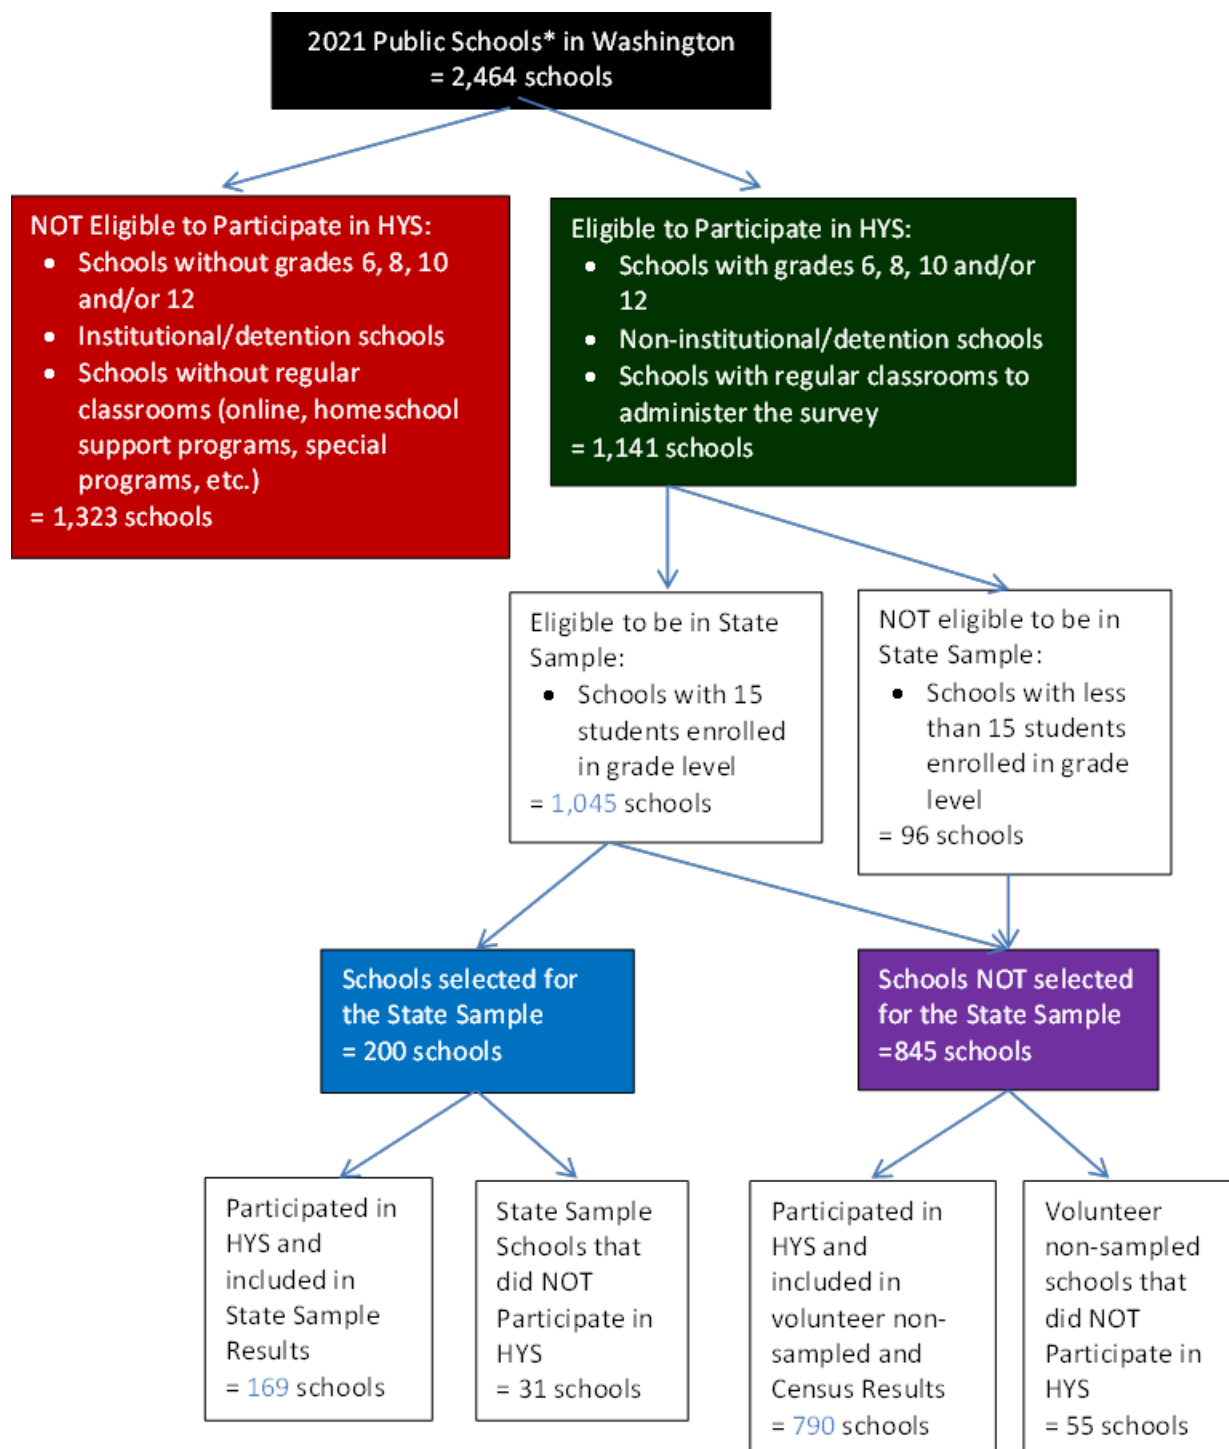 2021 Public Schools* in Washington
= 2,464 schools
NOT Eligible to Participate in HYS:
• Schools without grades 6, 8, 10
and/or 12
• Institutional/detention schools
• Schools without regular
classrooms (online, homeschool
support programs, special
programs, etc.)
= 1,323 schools
Eligible to Participate in HYS:
• Schools with grades 6, 8, 10 and/or
12
• Non-institutional/detention schools
• Schools with regular classrooms to
administer the survey
= 1,141 schools
Eligible to be in State
Sample:
• Schools with 15
students enrolled
in grade level
= 1,045 schools
NOT eligible to be in
State Sample:
• Schools with less
than 15 students
enrolled in grade
level
= 96 schools
Schools selected for
the State Sample
= 200 schools
Schools NOT selected
for the State Sample
=845 schools
Participated in
HYS and
included in
State Sample
Results
= 169 schools
State Sample
Schools that
did NOT
Participate in
HYS
= 31 schools
Participated in
HYS and
included in
volunteer non-
sampled and
Census Results
= 790 schools
Volunteer
non-sampled
schools that
did NOT
Participate in
HYS
= 55 schools